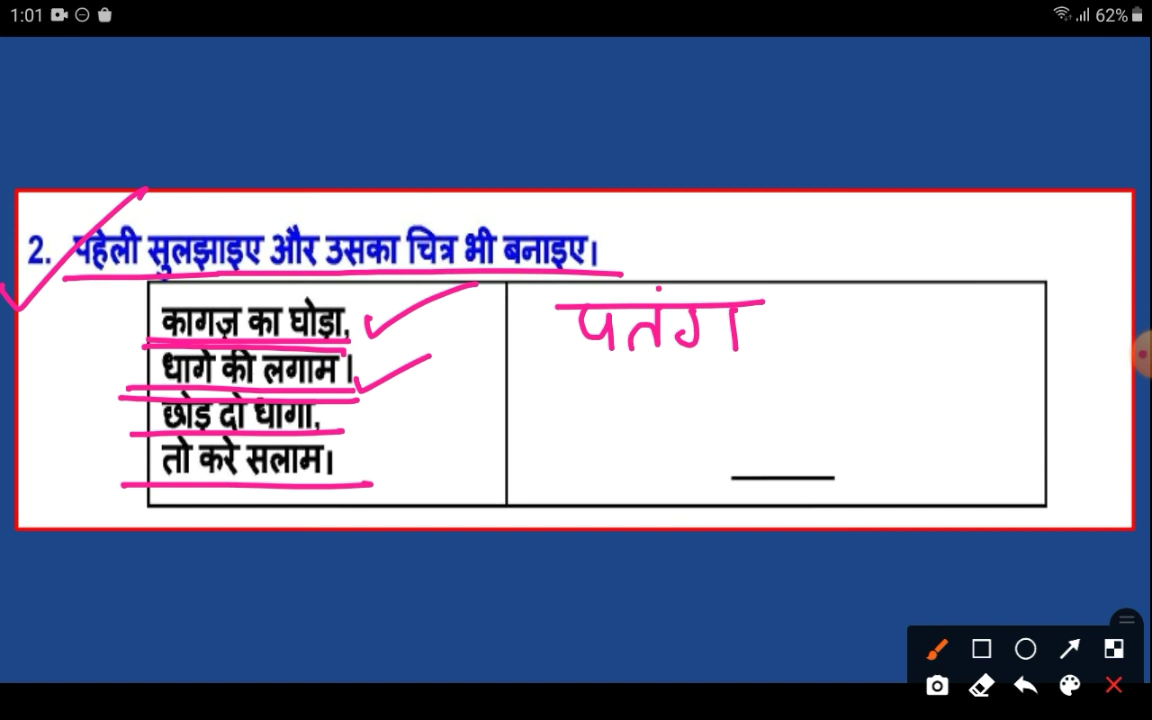 1:01
62%
2. पहेली सुलझाइए और उसका चित्र भी बनाइए।
कागज़ का घोड़ा,
धागे की लगाम।
छोड़ दो धागा,
तो करे सलाम।
पतंग